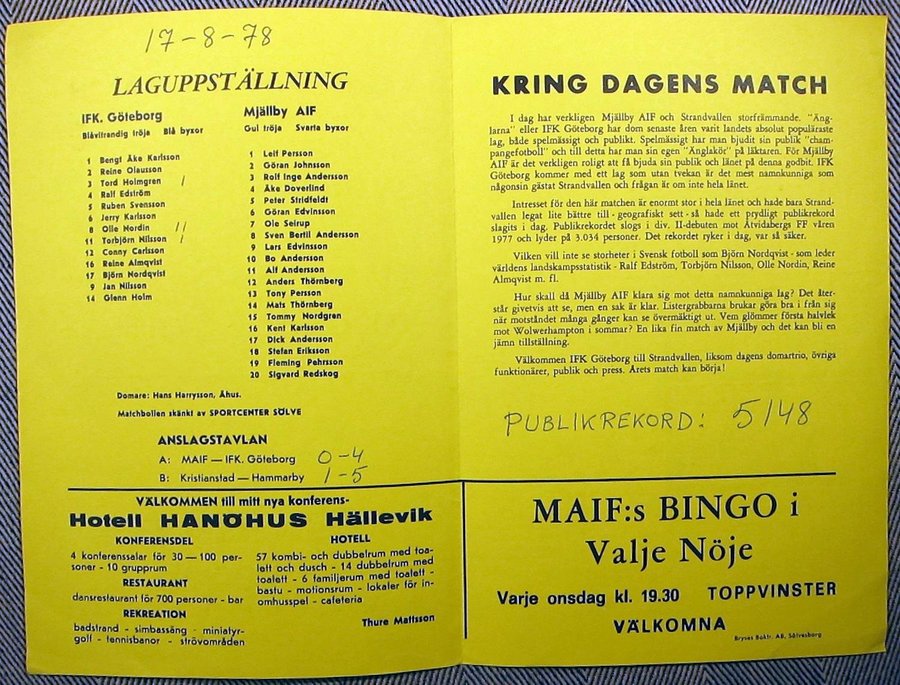 17-8-78
LAGUPPSTÄLLNING
IFK. Göteborg
Blåvitrandig tröja Blå byxor
1 Bengt Åke Karlsson
2 Reine Olausson
3 Tord Holmgren /
4 Ralf Edström
5 Ruben Svensson
6 Jerry Karlsson
8 Olle Nordin //
11 Torbjörn Nilsson /
12 Conny Carlsson
16 Reine Almqvist
17 Björn Nordqvist
9 Jan Nilsson
14 Glenn Holm
Mjällby AIF
Gul tröja Svarta byxor
1 Leif Persson
2 Göran Johnsson
3 Rolf Inge Andersson
4 Åke Doverlind
5 Peter Stridfeldt
6 Göran Edvinsson
7 Ole Seirup
8 Sven Bertil Andersson
9 Lars Edvinsson
10 Bo Andersson
11 Alf Andersson
12 Anders Thörnberg
13 Tony Persson
14 Mats Thörnberg
15 Tommy Nordgren
16 Kent Karlsson
17 Dick Andersson
18 Stefan Eriksson
19 Fleming Pehrsson
20 Sigvard Redskog
Domare: Hans Harrysson, Åhus.
Matchbollen skänkt av SPORTCENTER SÖLVE
ANSLAGSTAVLAN
A: MAIF — IFK. Göteborg 0-4
B: Kristianstad — Hammarby 1-5
VÄLKOMMEN till mitt nya konferens-
Hotell HANÖHUS Hällevik
KONFERENSDEL
4 konferenssalar för 30 — 100 per-
soner - 10 grupprum
RESTAURANT
dansrestaurant för 700 personer - bar
REKREATION
badstrand - simbassäng - miniatyr-
golf - tennisbanor - strövområden
HOTELL
57 kombi- och dubbelrum med toa-
lett och dusch - 14 dubbelrum med
toalett - 6 familjerum med toalett -
bastu - motionsrum - lokaler för in-
omhusspel - cafeteria
Thure Mattsson
KRING DAGENS MATCH
I dag har verkligen Mjällby AIF och Strandvallen storfrämmande. "Äng-
larna" eller IFK Göteborg har dom senaste åren varit landets absolut populäraste
lag, både spelmässigt och publikt. Spelmässigt har man bjudit sin publik "cham-
pangefotboll" och till detta har man sin egen "Änglakör" på läktaren. För Mjällby
AIF är det verkligen roligt att få bjuda sin publik och länet på denna godbit. IFK
Göteborg kommer med ett lag som utan tvekan är det mest namnkunniga som
någonsin gästat Strandvallen och frågan är om inte hela länet.
Intresset för den här matchen är enormt stor i hela länet och hade bara Strand-
vallen legat lite bättre till - geografiskt sett - så hade ett prydligt publikrekord
slagits i dag. Publikrekordet slogs i div. II-debuten mot Åtvidabergs FF våren
1977 och lyder på 3.034 personer. Det rekordet ryker i dag, var så säker.
Vilken vill inte se storheter i Svensk fotboll som Björn Nordqvist - som leder
världens landskampsstatistik - Ralf Edström, Torbjörn Nilsson, Olle Nordin, Reine
Almqvist m. fl.
Hur skall då Mjällby AIF klara sig mot detta namnkunniga lag? Det åter-
står givetvis att se, men en sak är klar. Listergrabbarna brukar göra bra i från sig
när motståndet många gånger kan se övermäktigt ut. Vem glömmer första halvlek
mot Wolwerhampton i sommar? En lika fin match av Mjällby och det kan bli en
jämn tillställning.
Välkommen IFK Göteborg till Strandvallen, liksom dagens domartrio, övriga
funktionärer, publik och press. Årets match kan börja!
PUBLIKREKORD: 5148
MAIF:s BINGO i
Valje Nöje
Varje onsdag kl. 19.30 TOPPVINSTER
VÄLKOMNA
Bryses Boktr. AB, Sölvesborg